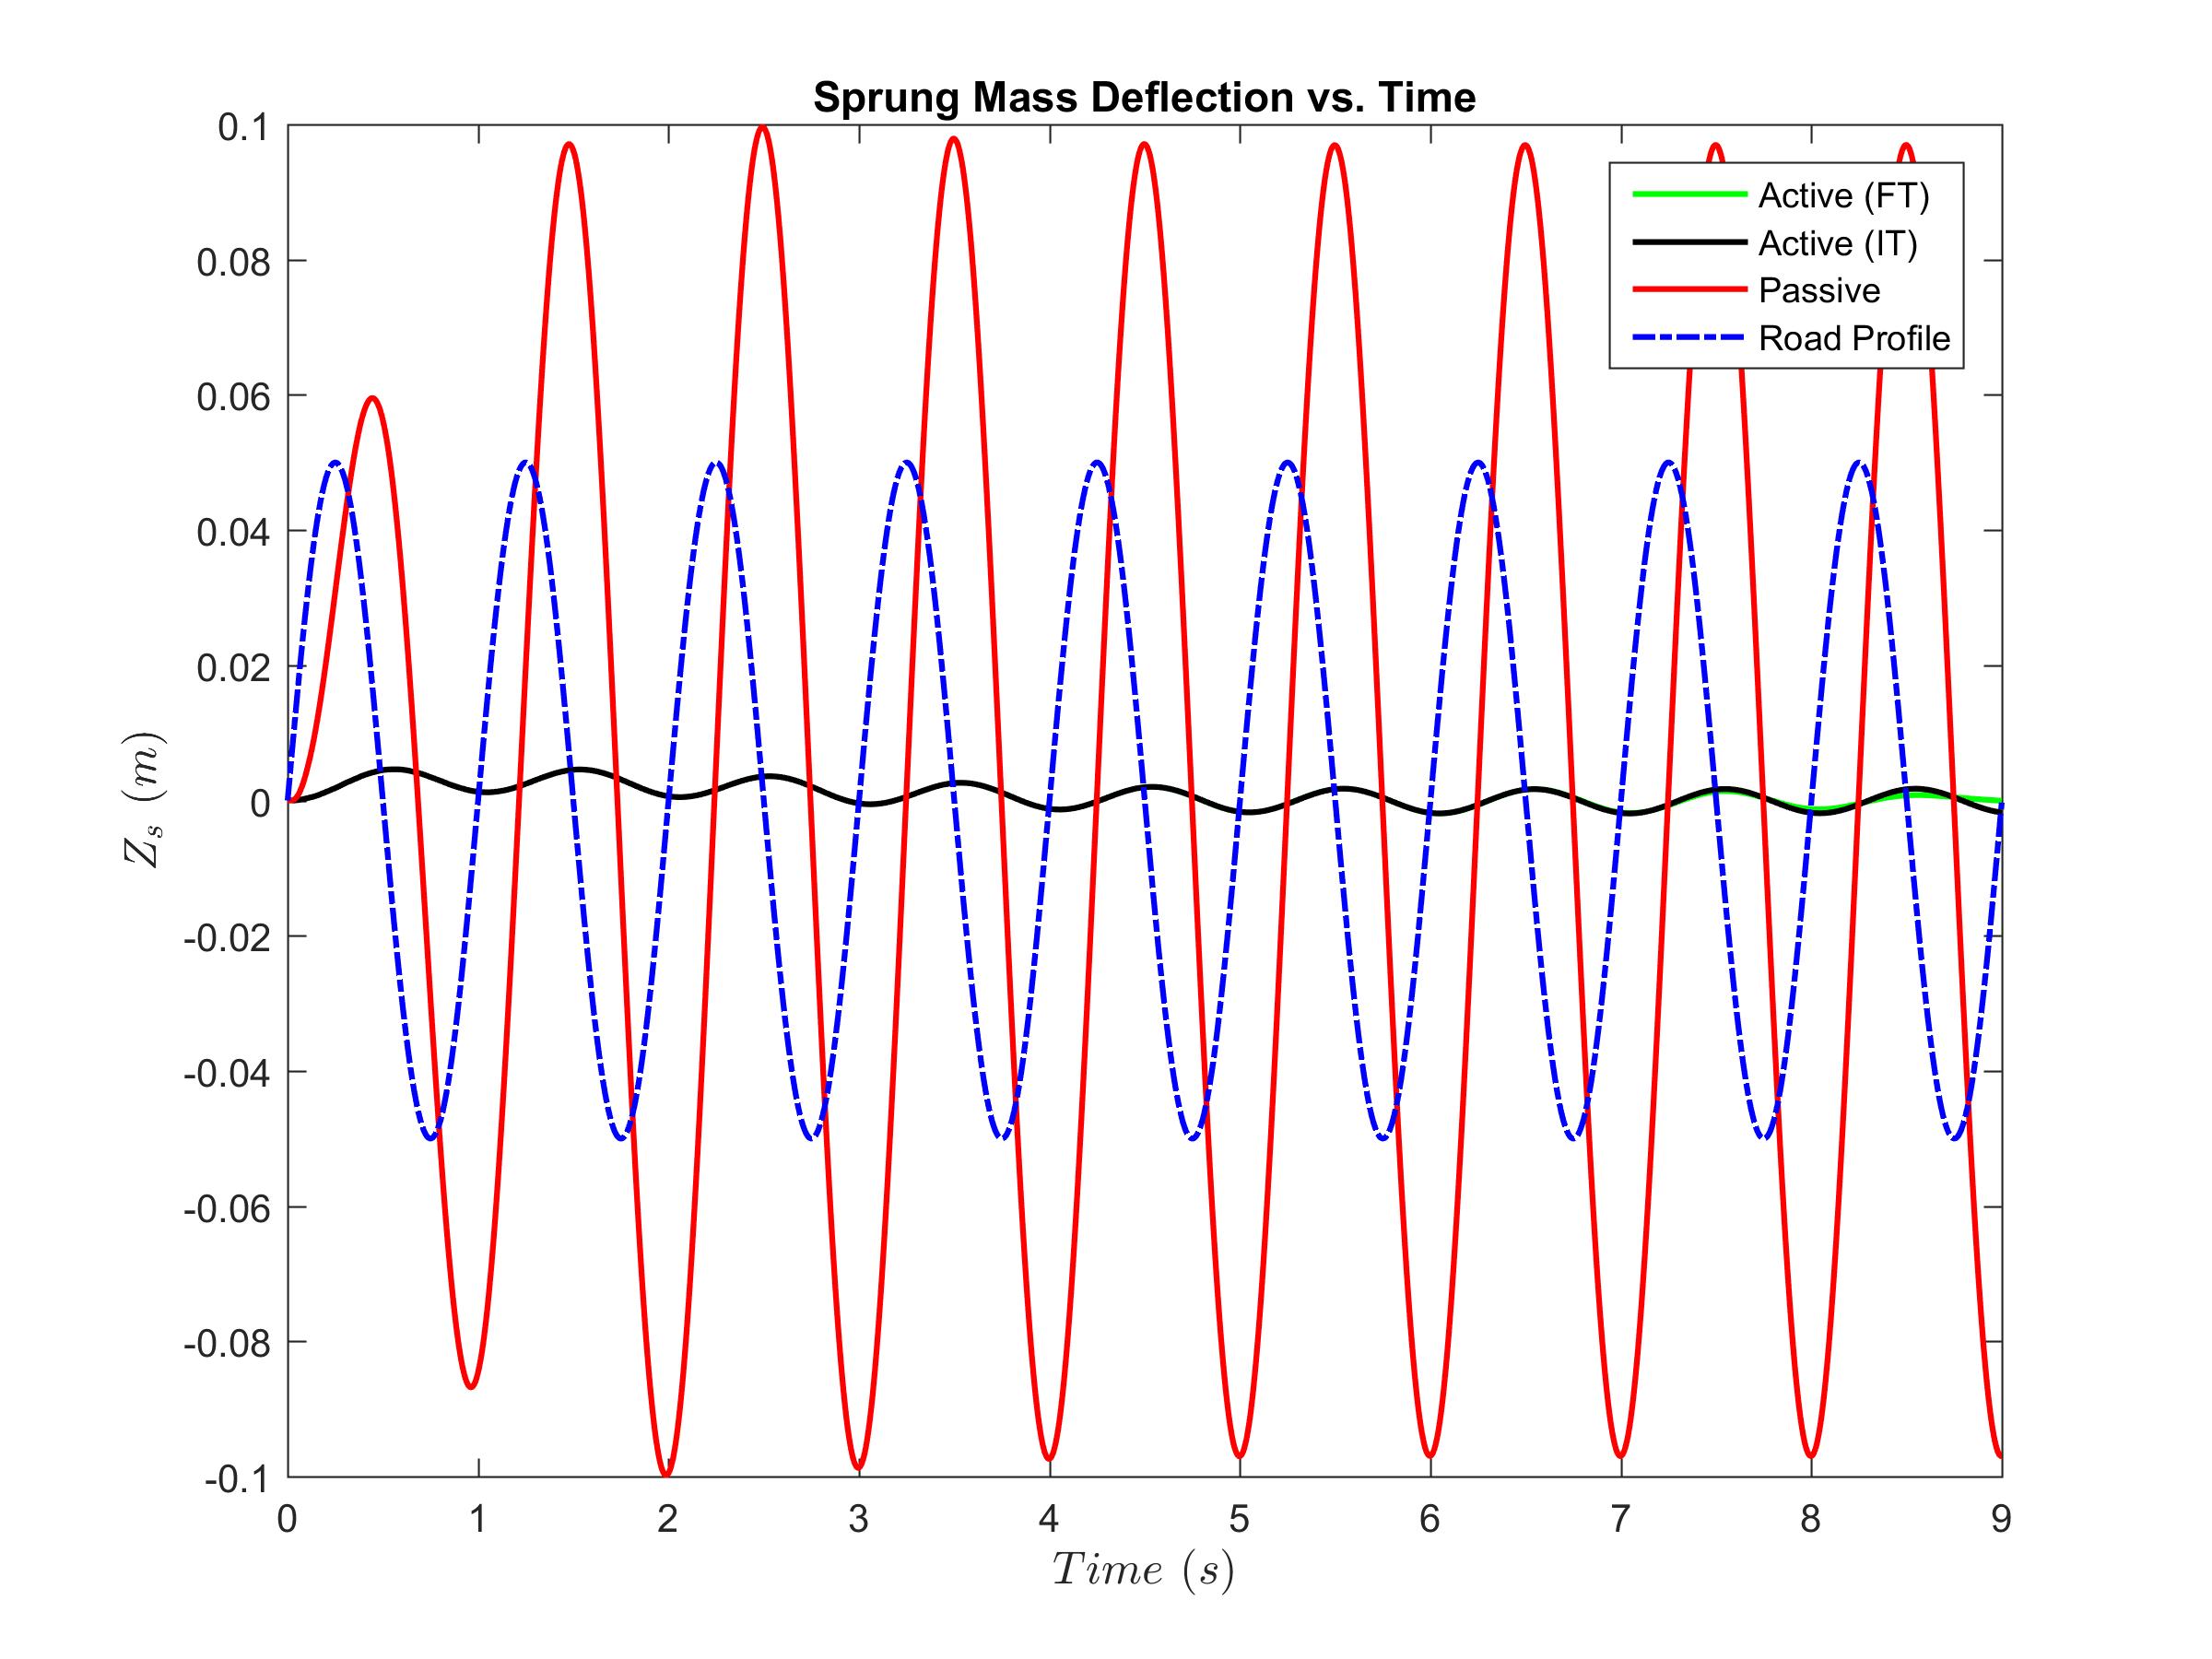 Sprung Mass Deflection vs. Time
0.1
0.08
0.06
0.04
0.02
0
-0.02
-0.04
-0.06
-0.08
-0.1
Z_s (m)
Active (FT)
Active (IT)
Passive
Road Profile
0 1 2 3 4 5 6 7 8 9
Time (s)